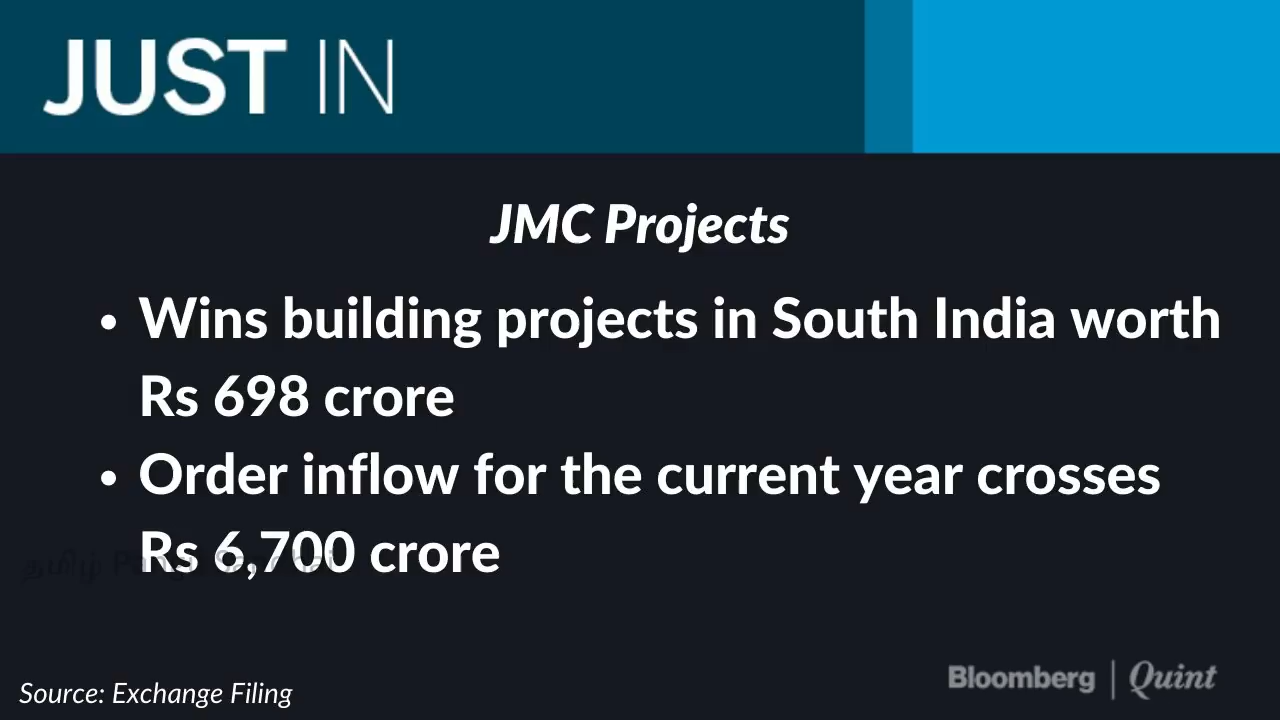 JUST IN
JMC Projects
• Wins building projects in South India worth
Rs 698 crore
• Order inflow for the current year crosses
Rs 6,700 crore
தமிழ்
Source: Exchange Filing
Bloomberg | Quint